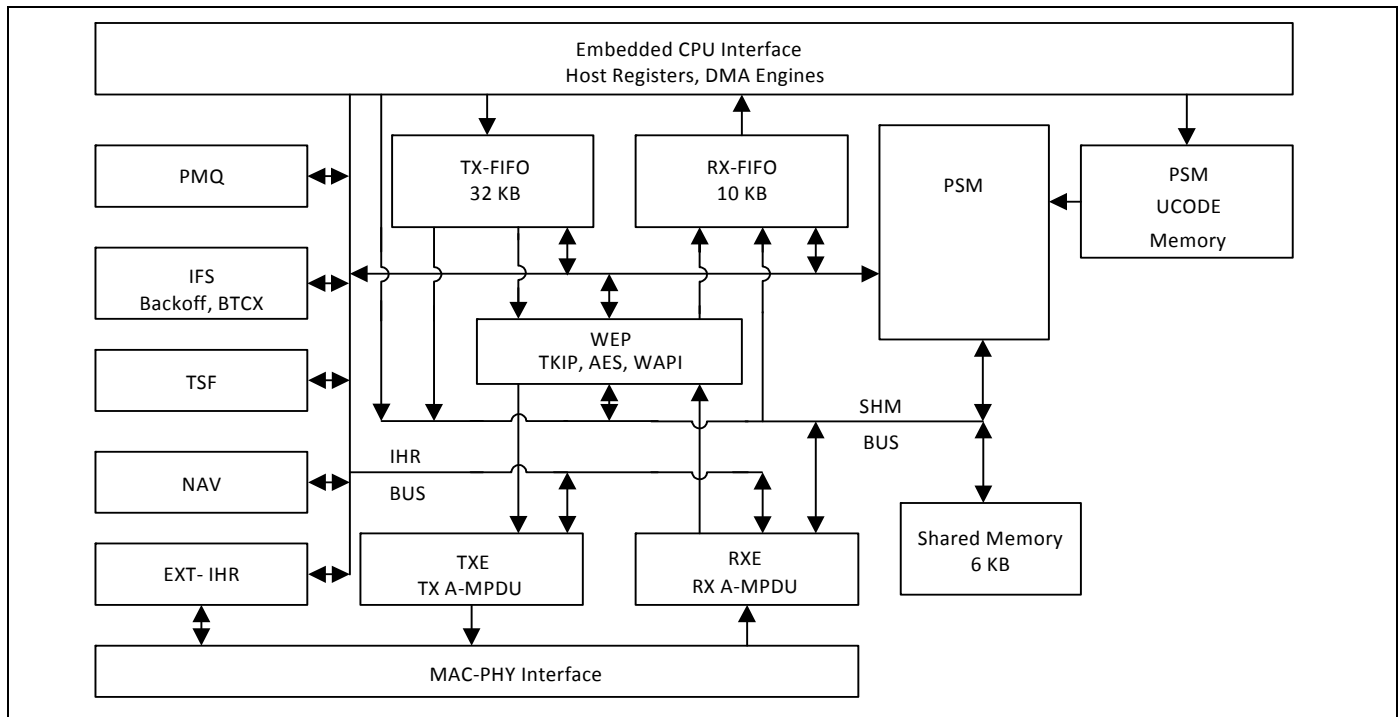 Embedded CPU Interface
Host Registers, DMA Engines
PMQ
TX-FIFO
32 KB
RX-FIFO
10 KB
PSM
PSM
UCODE
Memory
IFS
Backoff, BTCX
WEP
TKIP, AES, WAPI
TSF
SHM
BUS
IHR
BUS
NAV
Shared Memory
6 KB
EXT- IHR
TXE
TX A-MPDU
RXE
RX A-MPDU
MAC-PHY Interface